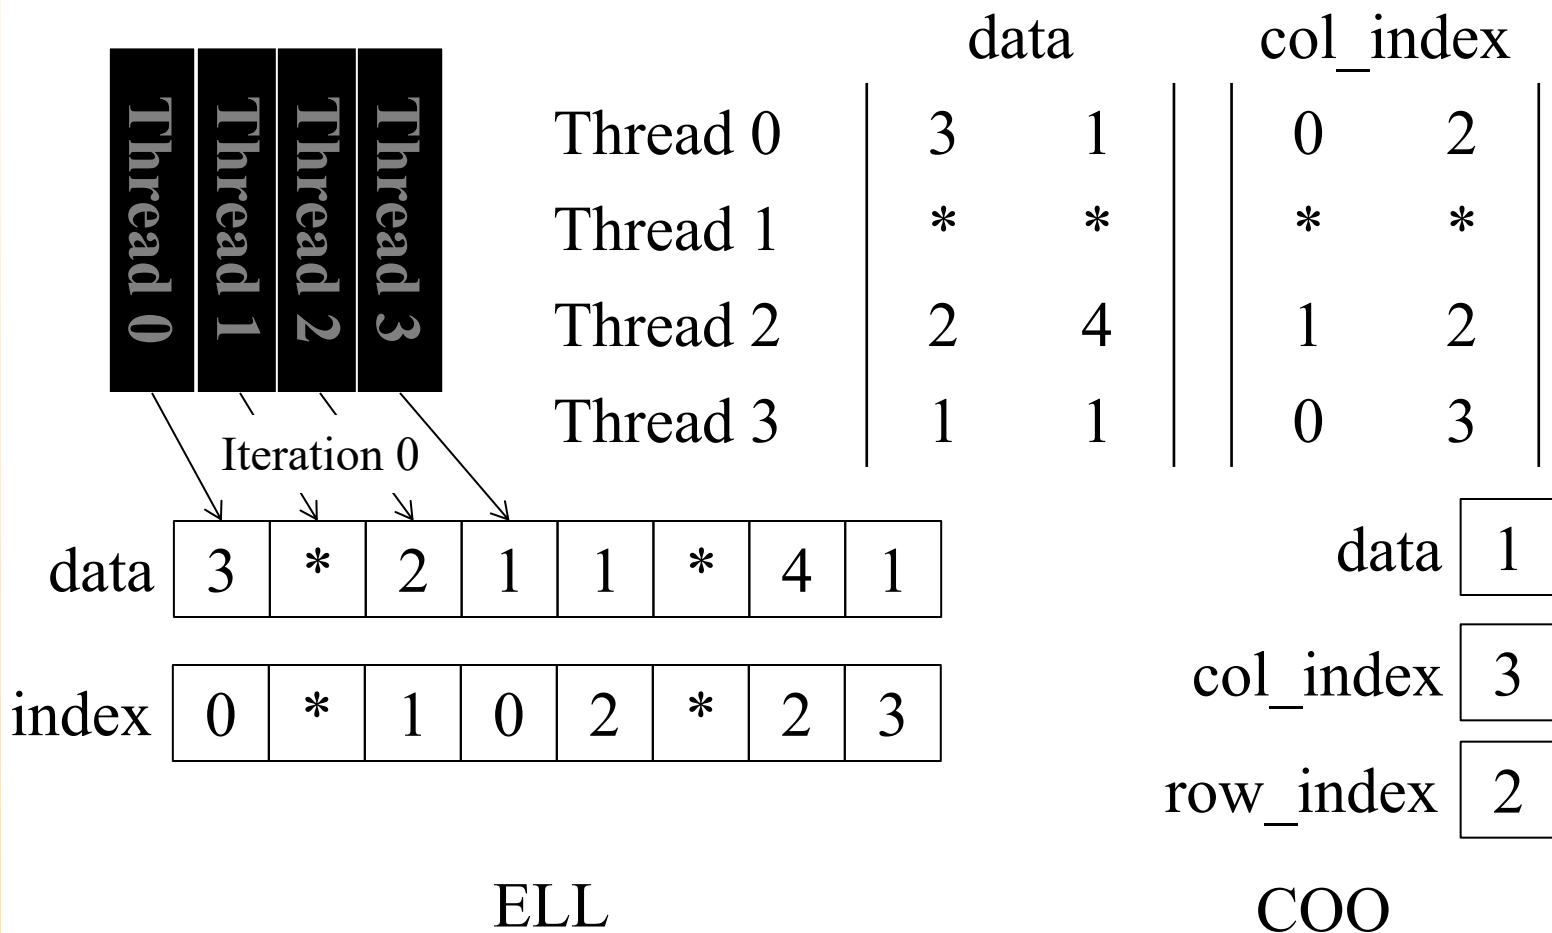 data col_index
Thread 0 3 1 0 2
Thread 1 * * * *
Thread 2 2 4 1 2
Thread 3 1 1 0 3
Thread 0
Thread 1
Thread 2
Thread 3
Iteration 0
data 3 * 2 1 1 * 4 1
index 0 * 1 0 2 * 2 3
ELL
data 1
col_index 3
row_index 2
COO